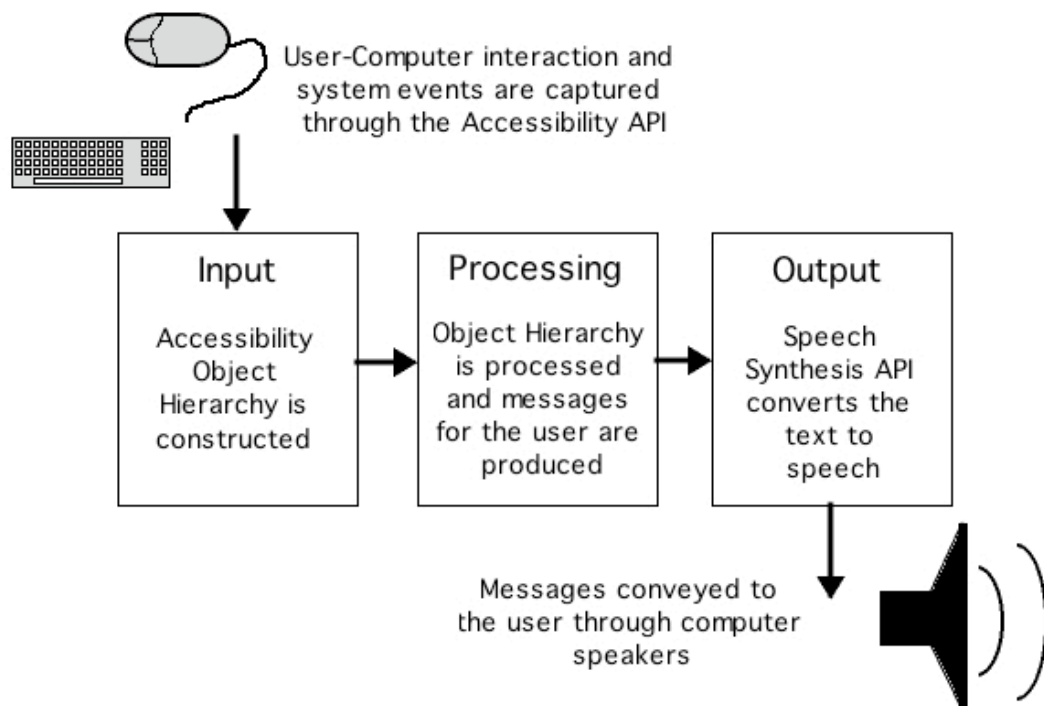 User-Computer interaction and
system events are captured
through the Accessibility API
Input
Accessibility
Object
Hierarchy is
constructed
Processing
Object Hierarchy
is processed
and messages
for the user are
produced
Output
Speech
Synthesis API
converts the
text to
speech
Messages conveyed to
the user through computer
speakers